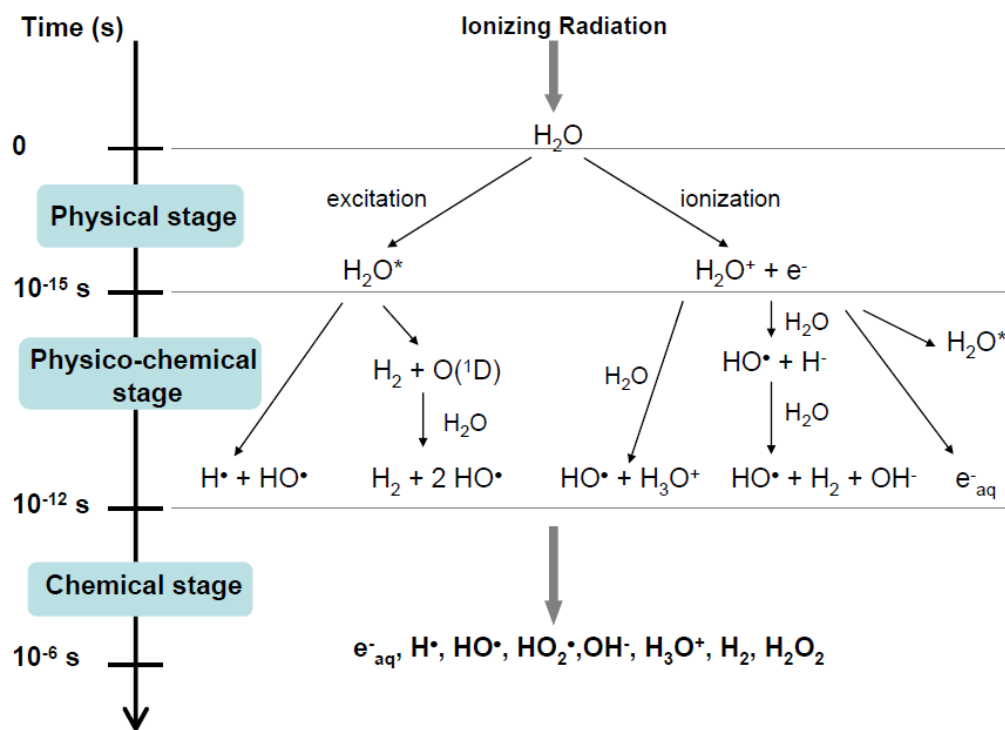 Time (s)
Ionizing Radiation
H₂O
0
excitation
ionization
Physical stage
H₂O*
H₂O⁺ + e⁻
10⁻¹⁵ s
H₂O
H₂O*
Physico-chemical
stage
H₂ + O(¹D)
H₂O
HO• + H⁻
H₂O
H₂O
H• + HO•
H₂ + 2 HO•
HO• + H₃O⁺
HO• + H₂ + OH⁻
e⁻aq
10⁻¹² s
Chemical stage
10⁻⁶ s
e⁻aq, H•, HO•, HO₂•,OH⁻, H₃O⁺, H₂, H₂O₂